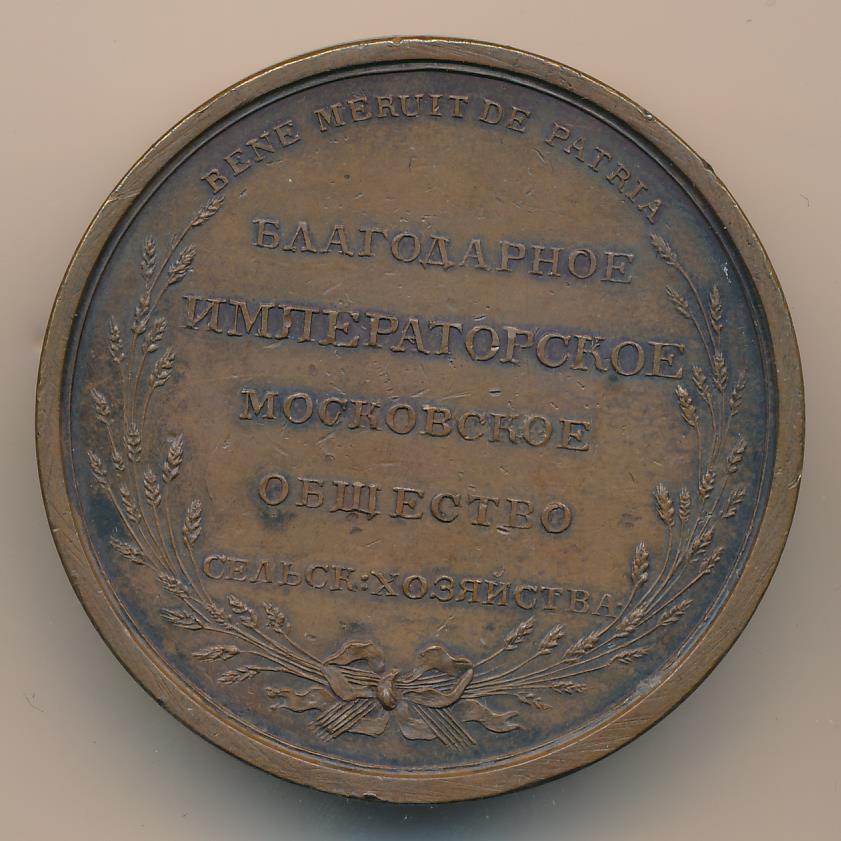 BENE MERUIT DE PATRIA
БЛАГОДАРНОЕ
ИМПЕРАТОРСКОЕ
МОСКОВСКОЕ
ОБЩЕСТВО
СЕЛЬСК:ХОЗЯЙСТВА·